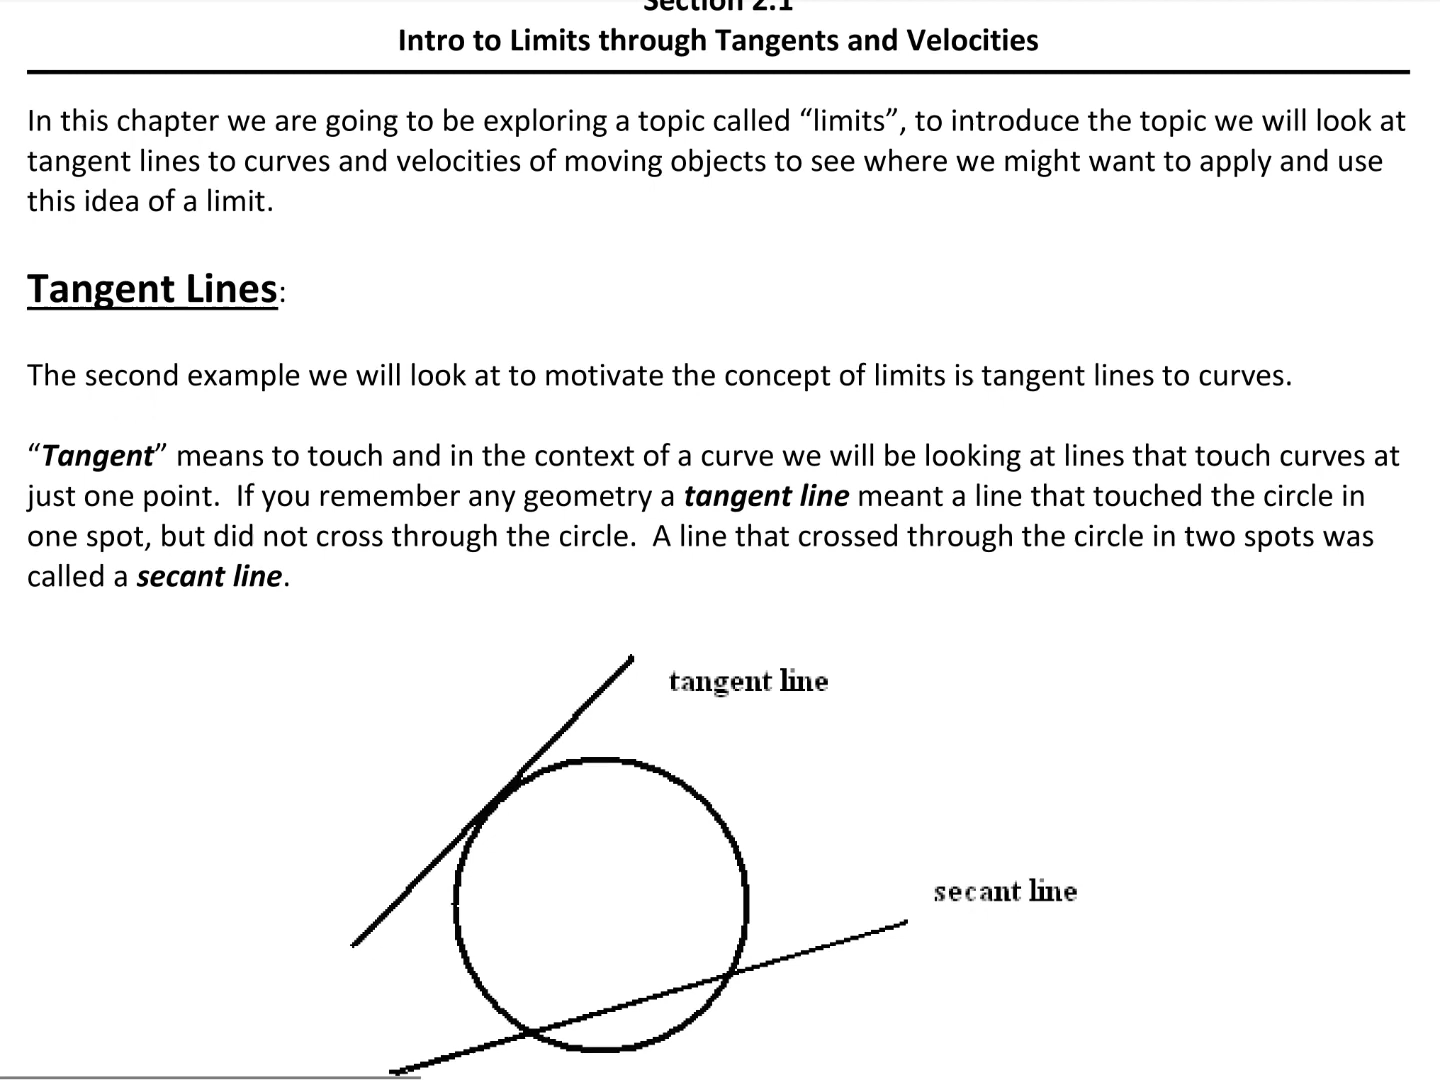 Section 2.1
Intro to Limits through Tangents and Velocities
In this chapter we are going to be exploring a topic called “limits”, to introduce the topic we will look at
tangent lines to curves and velocities of moving objects to see where we might want to apply and use
this idea of a limit.
Tangent Lines:
The second example we will look at to motivate the concept of limits is tangent lines to curves.
“Tangent” means to touch and in the context of a curve we will be looking at lines that touch curves at
just one point.  If you remember any geometry a tangent line meant a line that touched the circle in
one spot, but did not cross through the circle.  A line that crossed through the circle in two spots was
called a secant line.
tangent line
secant line